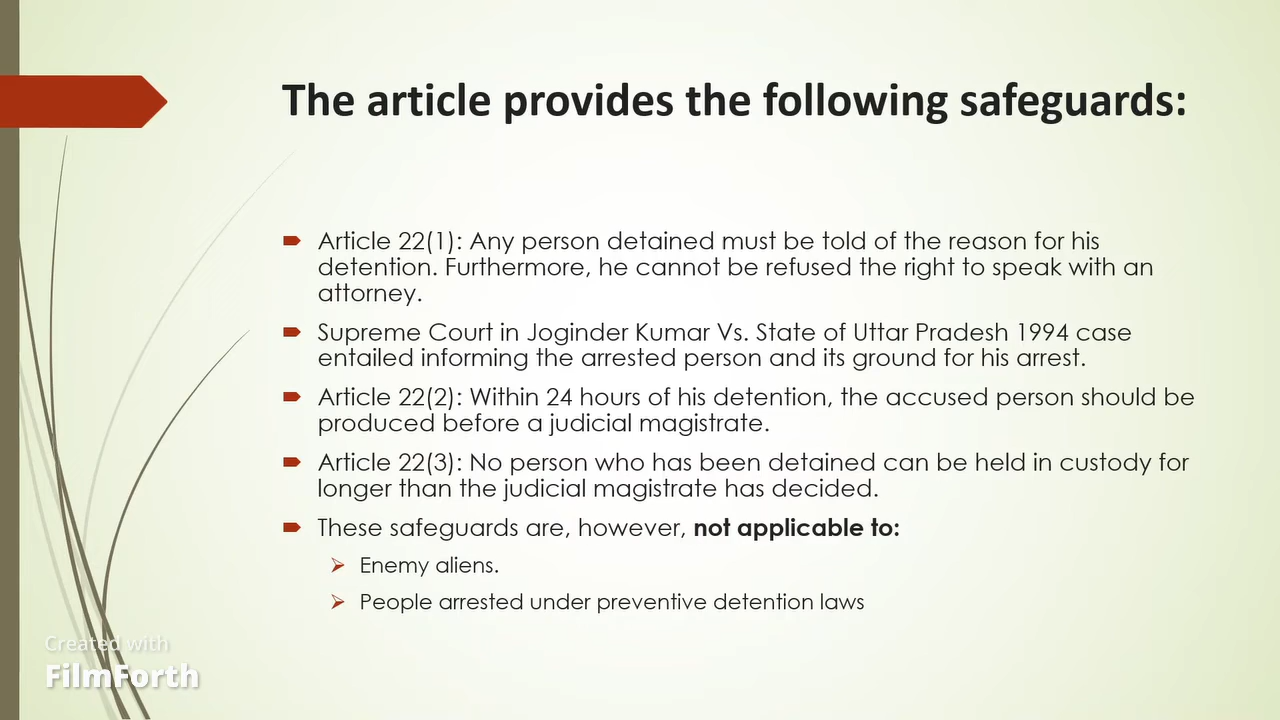 The article provides the following safeguards:
Article 22(1): Any person detained must be told of the reason for his
detention. Furthermore, he cannot be refused the right to speak with an
attorney.
Supreme Court in Joginder Kumar Vs. State of Uttar Pradesh 1994 case
entailed informing the arrested person and its ground for his arrest.
Article 22(2): Within 24 hours of his detention, the accused person should be
produced before a judicial magistrate.
Article 22(3): No person who has been detained can be held in custody for
longer than the judicial magistrate has decided.
These safeguards are, however, not applicable to:
Enemy aliens.
People arrested under preventive detention laws
Created with
FilmForth